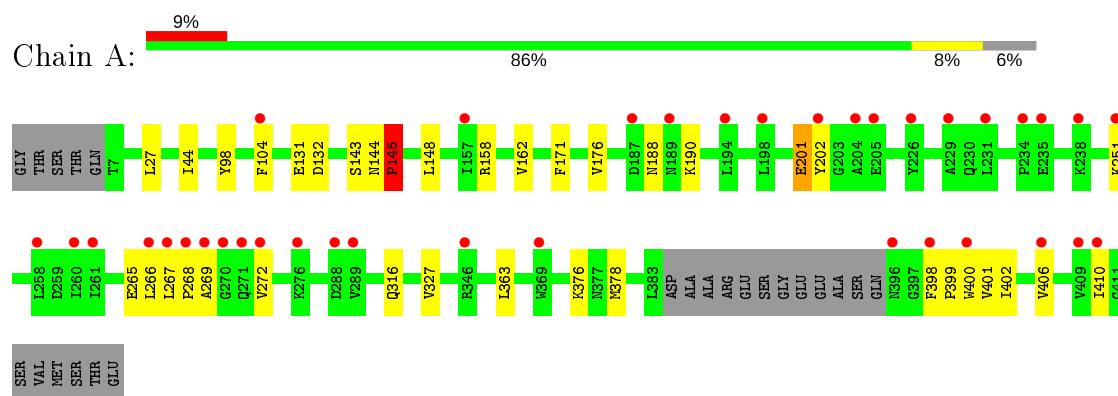 9%
Chain A:
86% 8% 6%
GLY THR SER THR GLN T7 L27 I44 Y98 F104 E131 D132 S143 N144 P145 L148 I157 R158 V162 F171 V176 D187 N188 N189 K190 L194 L198 E201 Y202 G203 A204 E205 Y226 A229 Q230 L231 P234 E235 K238 K251
L258 D259 I260 I261 E265 L266 L267 P268 A269 G270 Q271 V272 K276 D288 V289 Q316 V327 R346 L363 W369 K376 N377 M378 L383 ASP ALA ALA ARG GLU SER GLY GLU GLU ALA SER GLN N396 G397 F398 P399 W400 V401 I402 V406 V409 I410 C411
SER VAL MET SER THR GLU